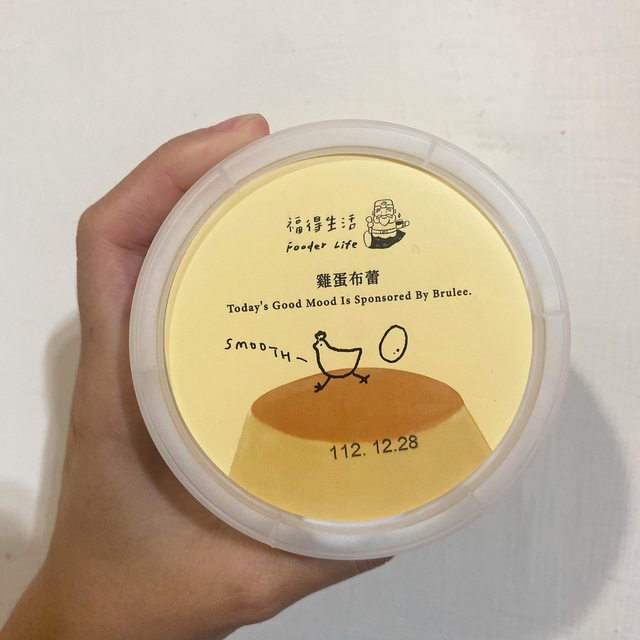 福得生活
Fooder Life
雞蛋布蕾
Today's Good Mood Is Sponsored By Brulee.
SMOOTH~
112. 12.28